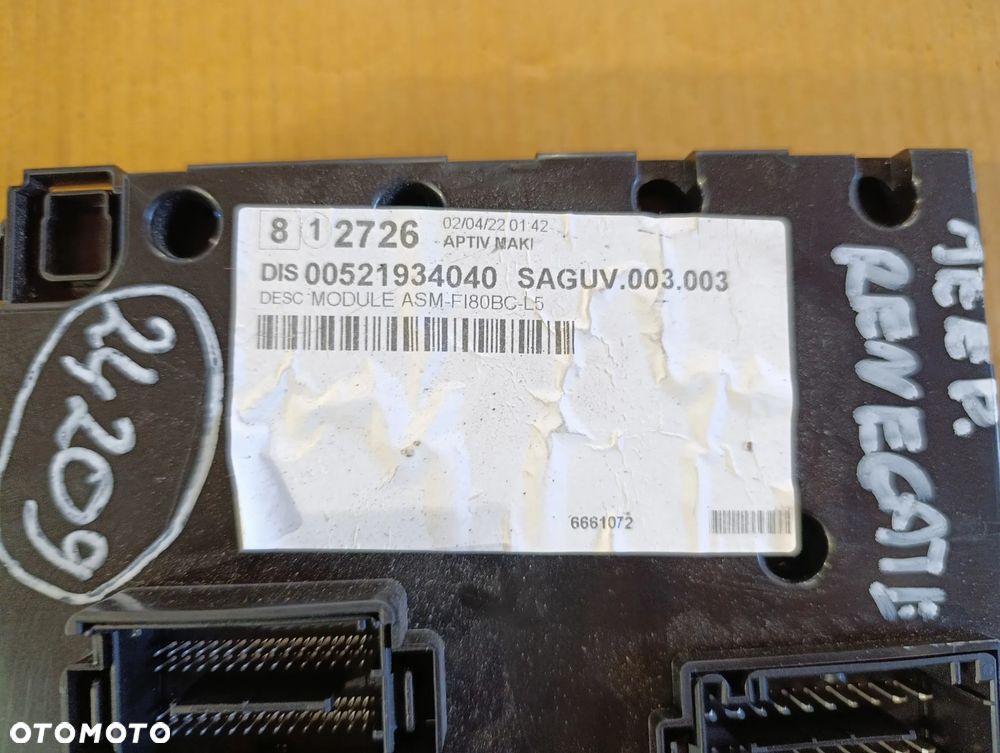 8 1 2726 02/04/22 01:42
APTIV MAKI
DIS 00521934040 SAGUV.003.003
DESC MODULE ASM-FI80BC-L5
6661072
24209
JEEP.
RENEGATE
OTOMOTO